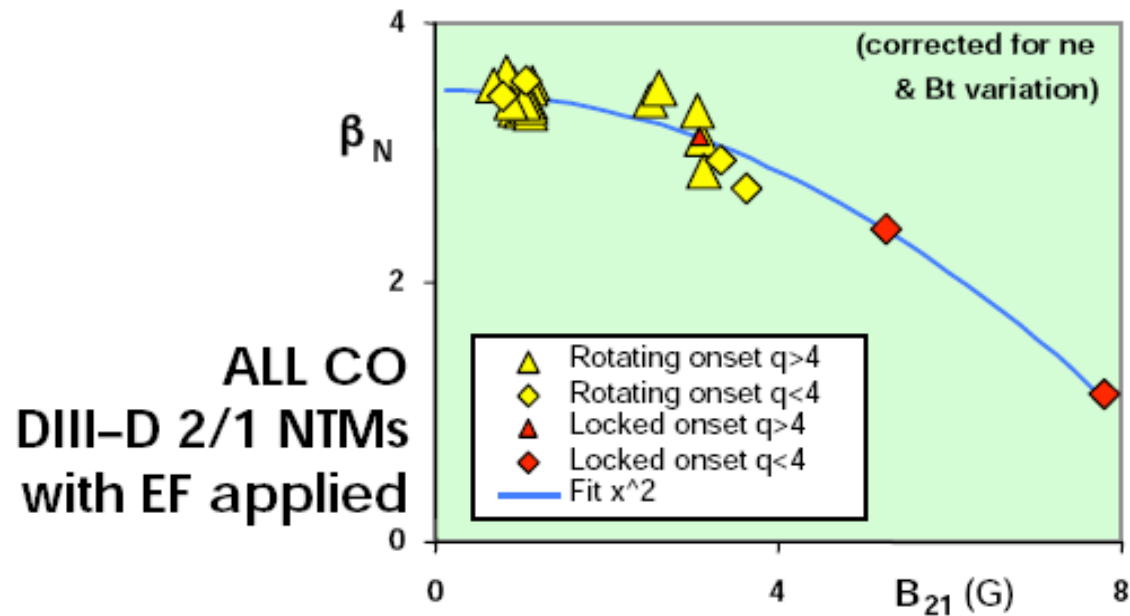 4
(corrected for ne
& Bt variation)
β N
2
ALL CO
DIII–D 2/1 NTMs
with EF applied
Rotating onset q>4
Rotating onset q<4
Locked onset q>4
Locked onset q<4
Fit x^2
0
0 4 B21 (G) 8